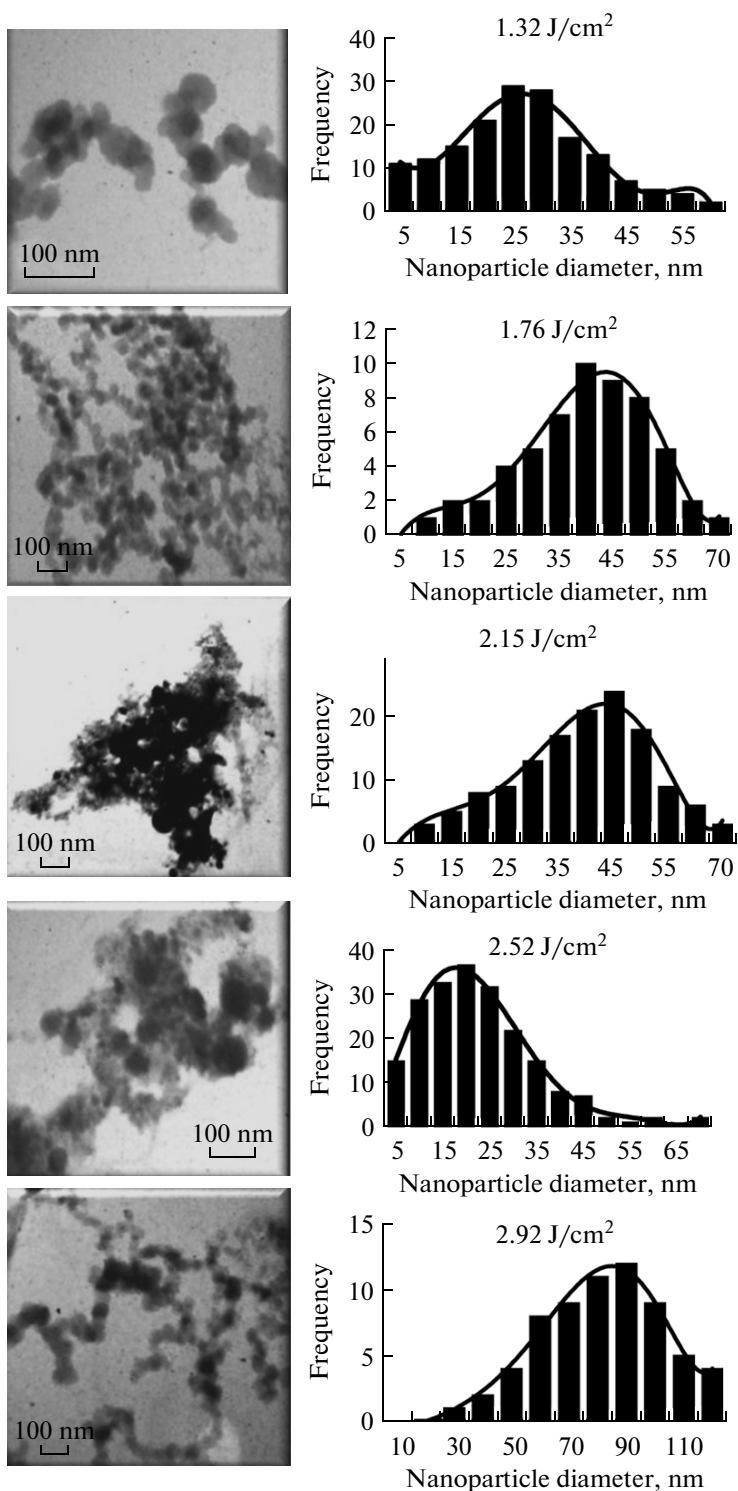 1.32 J/cm²
40
30
20
10
0
Frequency
5 15 25 35 45 55
Nanoparticle diameter, nm
100 nm
1.76 J/cm²
12
10
8
6
4
2
0
Frequency
5 15 25 35 45 55 70
Nanoparticle diameter, nm
100 nm
2.15 J/cm²
20
10
0
Frequency
5 15 25 35 45 55 70
Nanoparticle diameter, nm
100 nm
2.52 J/cm²
40
30
20
10
0
Frequency
5 15 25 35 45 55 65
Nanoparticle diameter, nm
100 nm
2.92 J/cm²
15
10
5
0
Frequency
10 30 50 70 90 110
Nanoparticle diameter, nm
100 nm